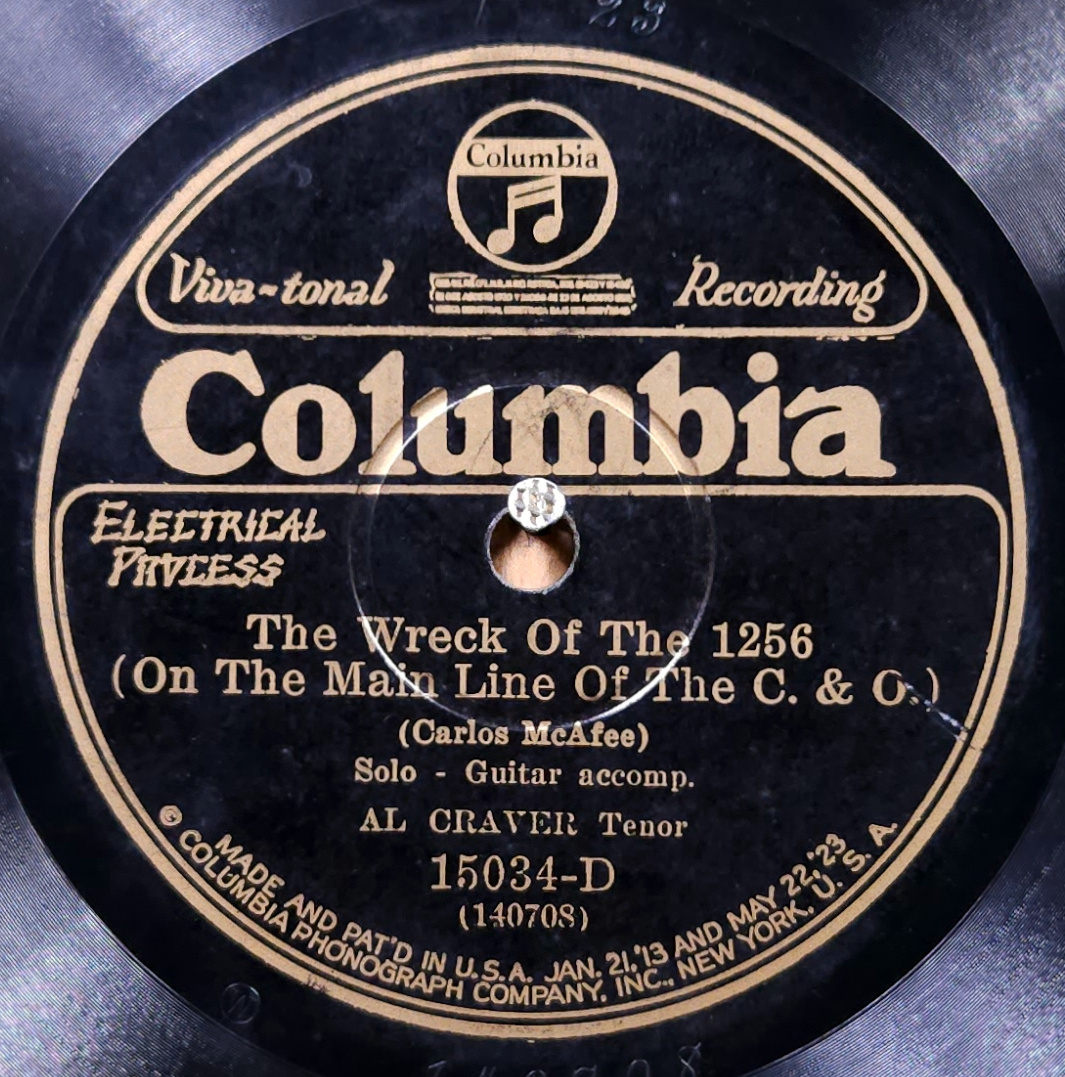 23
Columbia
Viva-tonal Recording
Columbia
ELECTRICAL
PROCESS
The Wreck Of The 1256
(On The Main Line Of The C. & O.)
(Carlos McAfee)
Solo - Guitar accomp.
AL CRAVER Tenor
15034-D
(140708)
MADE AND PAT'D IN U.S.A. JAN. 21,'13 AND MAY 22,'23
© COLUMBIA PHONOGRAPH COMPANY, INC., NEW YORK, U. S. A.
140708